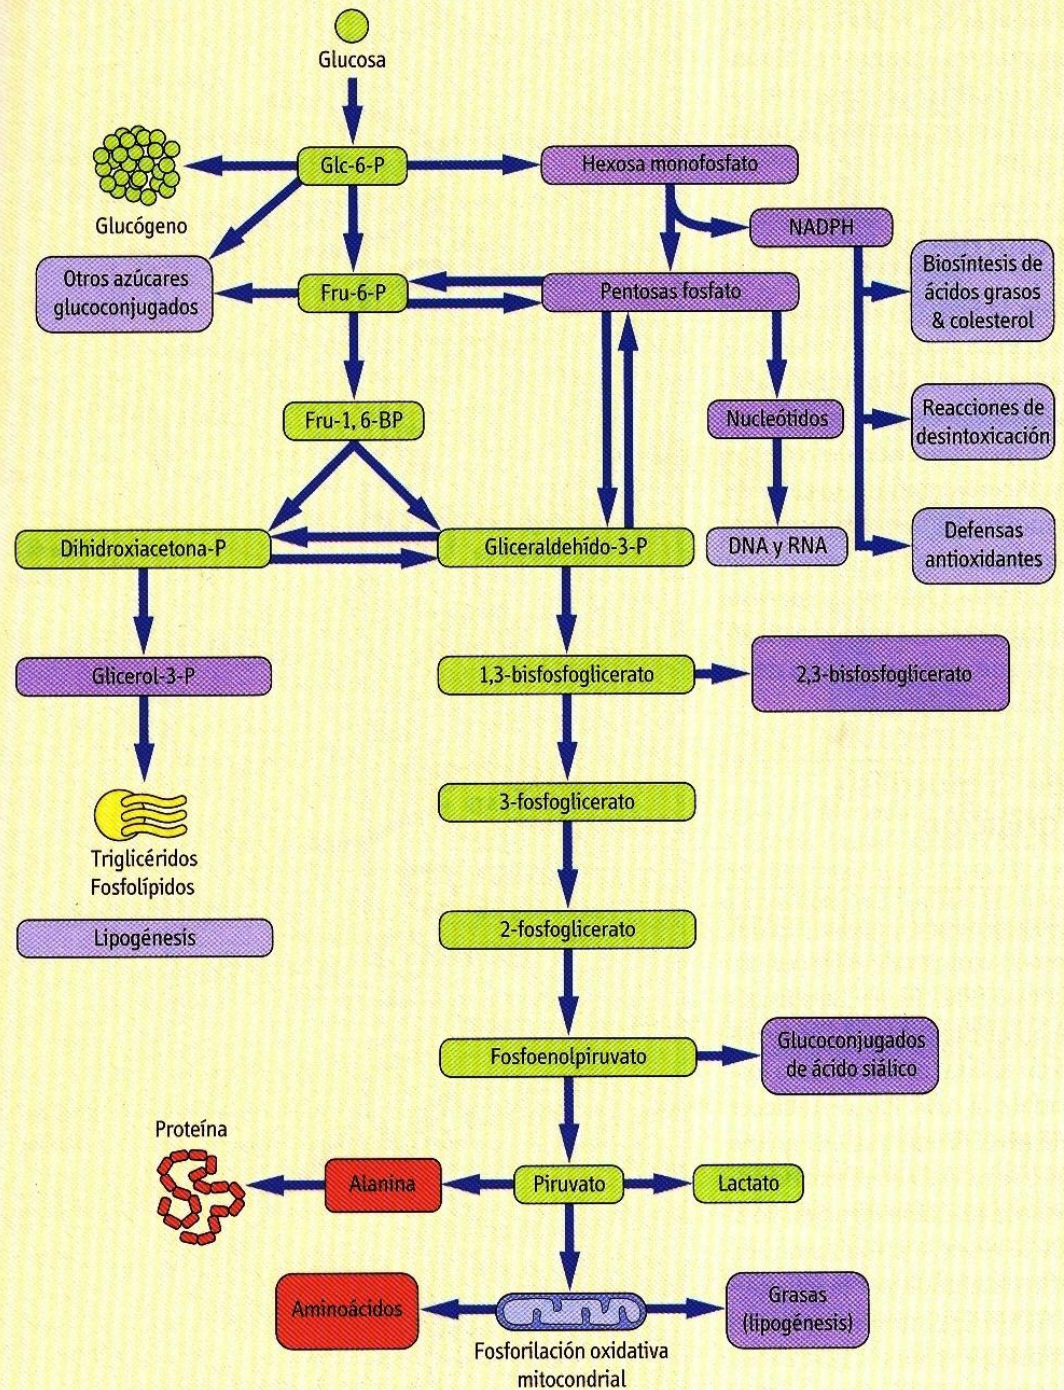 Glucosa
Glc-6-P
Hexosa monofosfato
Glucógeno
NADPH
Otros azúcares
glucoconjugados
Fru-6-P
Pentosas fosfato
Biosíntesis de
ácidos grasos
& colesterol
Fru-1, 6-BP
Nucleótidos
Reacciones de
desintoxicación
Dihidroxiacetona-P
Gliceraldehído-3-P
DNA y RNA
Defensas
antioxidantes
Glicerol-3-P
1,3-bisfosfoglicerato
2,3-bisfosfoglicerato
3-fosfoglicerato
Triglicéridos
Fosfolípidos
Lipogénesis
2-fosfoglicerato
Fosfoenolpiruvato
Glucoconjugados
de ácido siálico
Proteína
Alanina
Piruvato
Lactato
Aminoácidos
Grasas
(lipogénesis)
Fosforilación oxidativa
mitocondrial